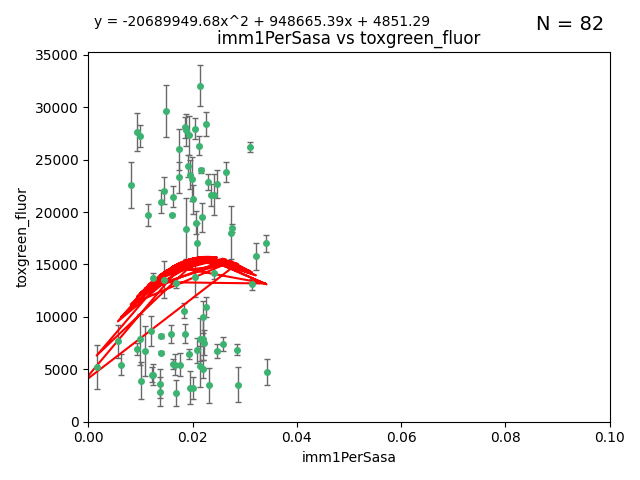 y = -20689949.68x^2 + 948665.39x + 4851.29
N = 82
imm1PerSasa vs toxgreen_fluor
35000
30000
25000
20000
15000
10000
5000
0
toxgreen_fluor
0.00 0.02 0.04 0.06 0.08 0.10
imm1PerSasa